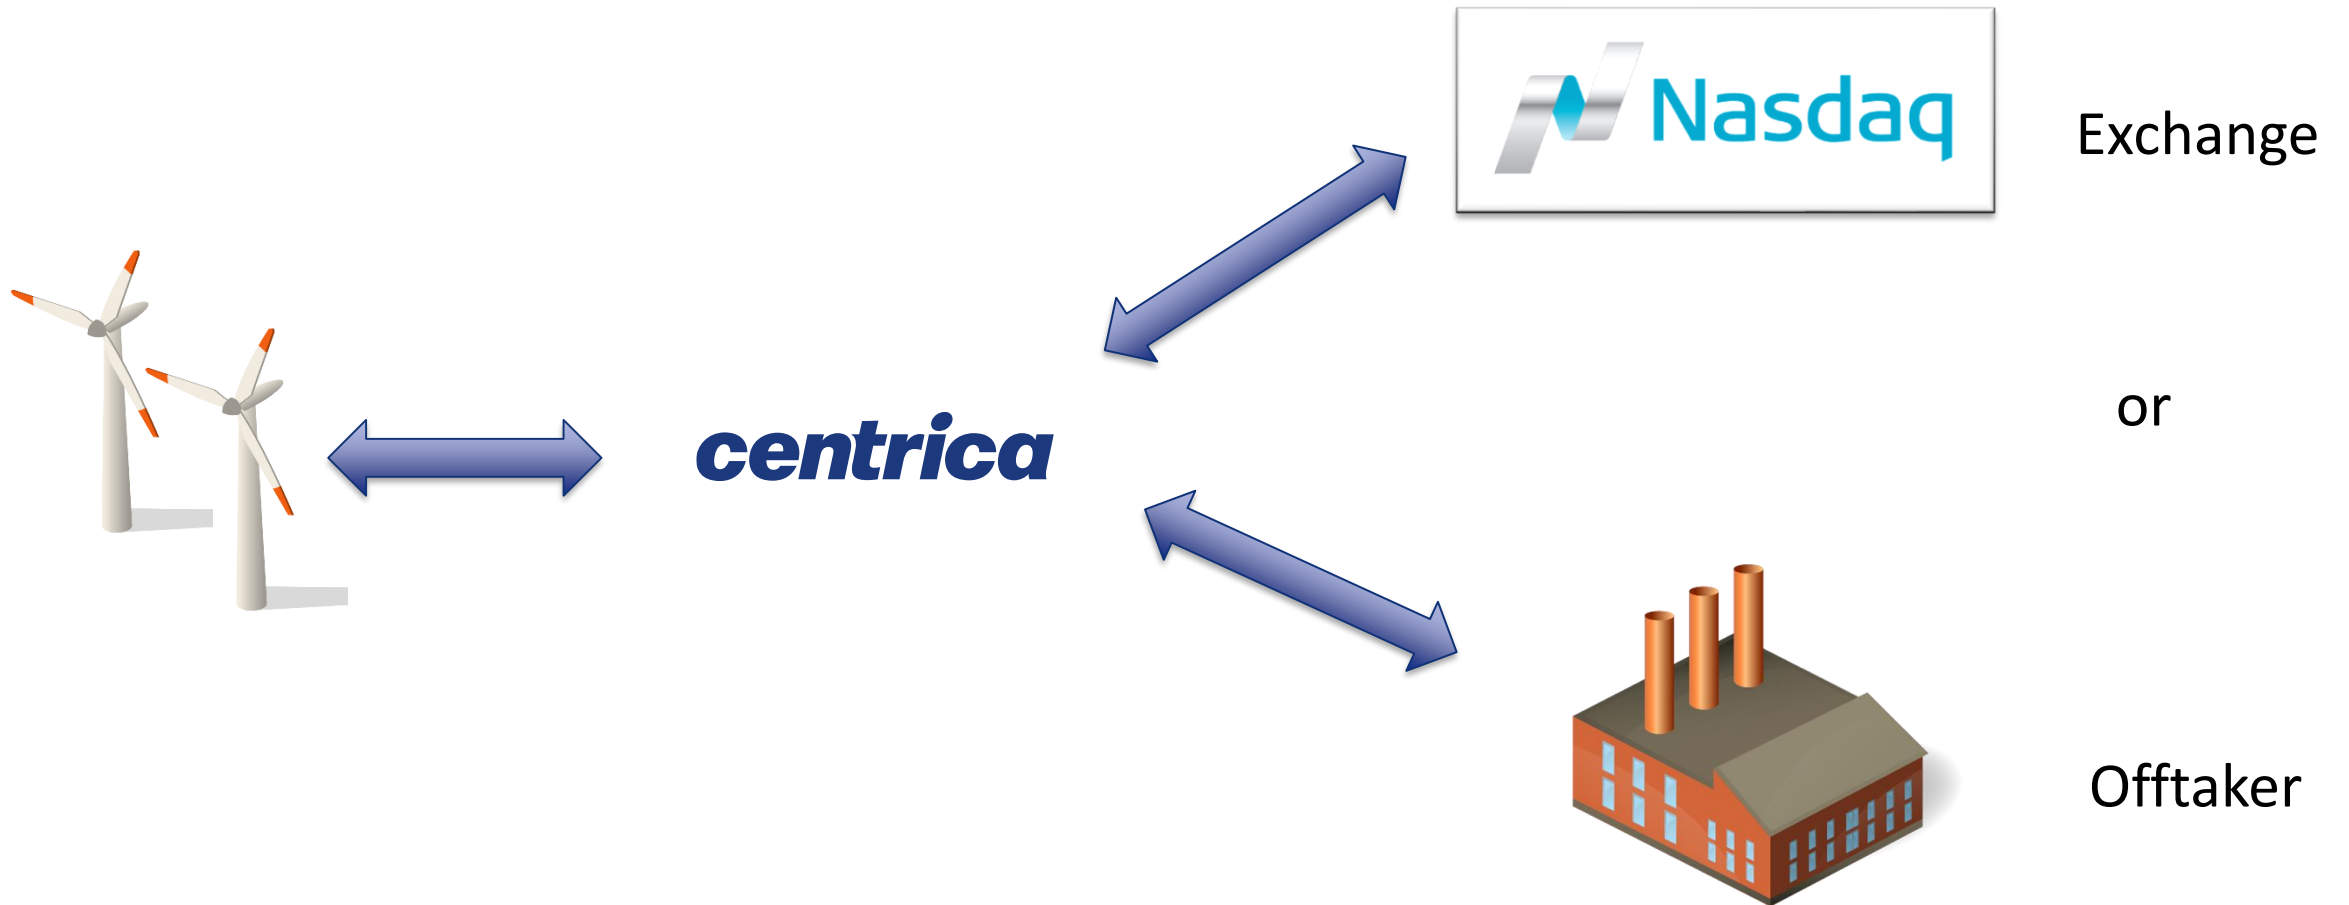 Nasdaq
Exchange
or
centrica
Offtaker